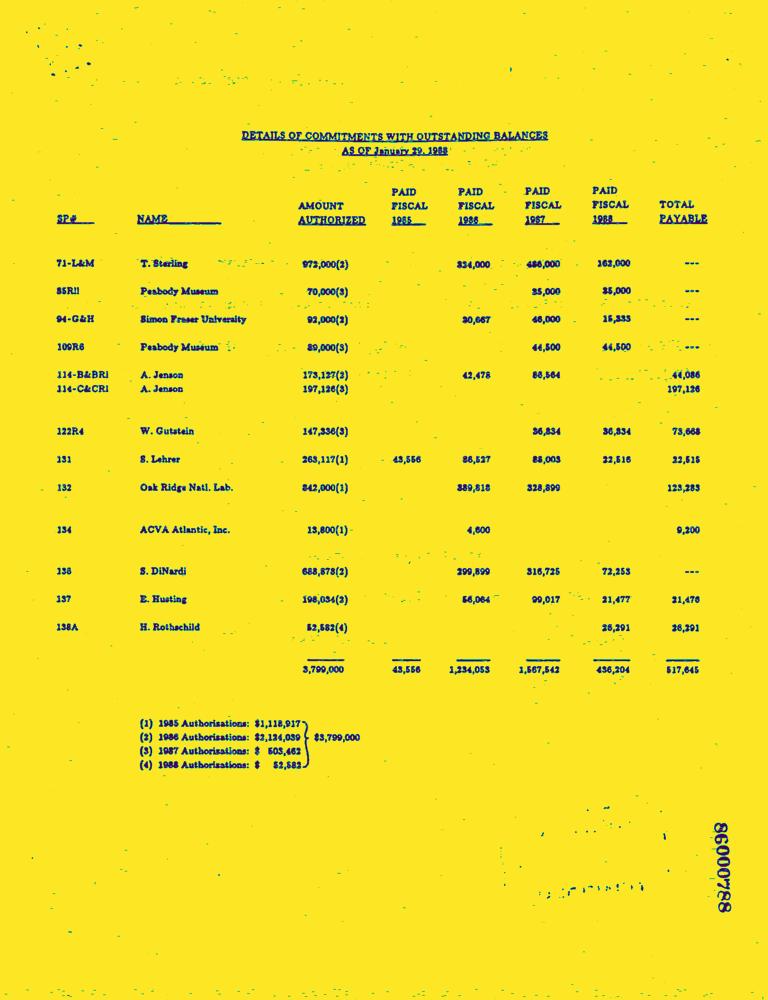 DETAILS OF COMMITMENTS WITH OUTSTANDING BALANCES
AS OF January 29, 1988
SP# NAME AMOUNT AUTHORIZED PAID FISCAL 1985 PAID FISCAL 1986 PAID FISCAL 1987 PAID FISCAL 1988 TOTAL PAYABLE
71-L&M T. Sterling 972,000(2) 324,000 486,000 162,000 ---
85R11 Peabody Museum 70,000(3) 35,000 35,000 ---
94-G&H Simon Fraser University 92,000(2) 30,667 46,000 15,333 ---
109R6 Peabody Museum 89,000(3) 44,500 44,500 ---
114-B&BR1 A. Jenson 173,127(2) 42,478 86,564 44,086
114-C&CR1 A. Jenson 197,126(3) 197,126
122R4 W. Gutstein 147,336(3) 36,834 36,834 73,668
131 S. Lehrer 263,117(1) 43,556 86,527 88,003 22,516 22,515
132 Oak Ridge Natl. Lab. 842,000(1) 389,818 328,899 123,283
134 ACVA Atlantic, Inc. 13,800(1) 4,600 9,200
136 S. DiNardi 688,878(2) 299,899 316,725 72,253 ---
137 E. Husting 198,034(2) 56,064 99,017 21,477 21,476
138A H. Rothschild 52,582(4) 26,291 26,291
3,799,000 43,556 1,234,053 1,567,542 436,204 517,645
(1) 1985 Authorizations: $1,118,917
(2) 1986 Authorizations: $2,124,039 $3,799,000
(3) 1987 Authorizations: $ 503,462
(4) 1988 Authorizations: $ 52,582
86000788